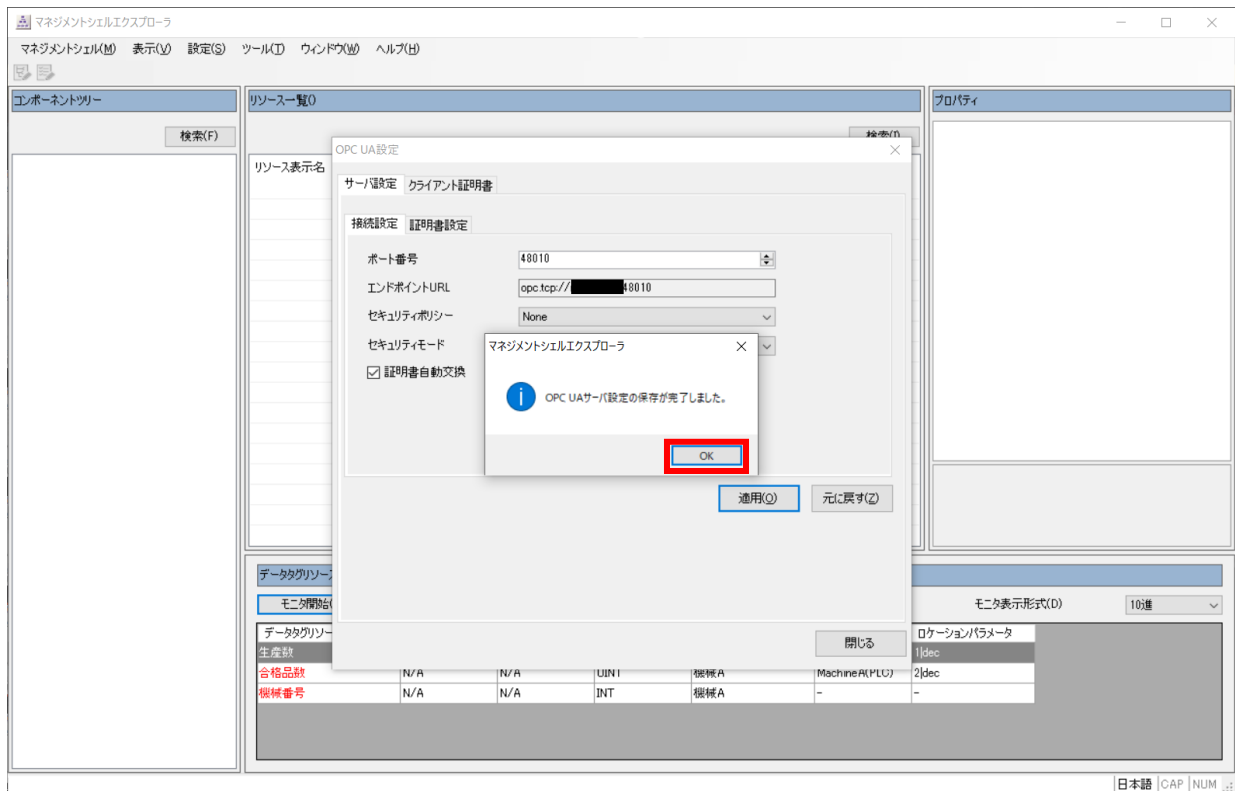 マネジメントシェルエクスプローラ
マネジメントシェル(M) 表示(V) 設定(S) ツール(T) ウィンドウ(W) ヘルプ(H)
コンポーネントツリー
検索(F)
リソース一覧()
検索(I)
リソース表示名
プロパティ
OPC UA設定
サーバ設定 クライアント証明書
接続設定 証明書設定
ポート番号 48010
エンドポイントURL opc.tcp:// 48010
セキュリティポリシー None
セキュリティモード
証明書自動交換
マネジメントシェルエクスプローラ
OPC UAサーバ設定の保存が完了しました。
OK
適用(O) 元に戻す(Z)
閉じる
データタグリソー
モニタ開始(
モニタ表示形式(D) 10進
データタグリソー ロケーションパラメータ
生産数 1|dec
合格品数 N/A N/A UINT 機械A MachineA(PLC) 2|dec
機械番号 N/A N/A INT 機械A - -
日本語 CAP NUM